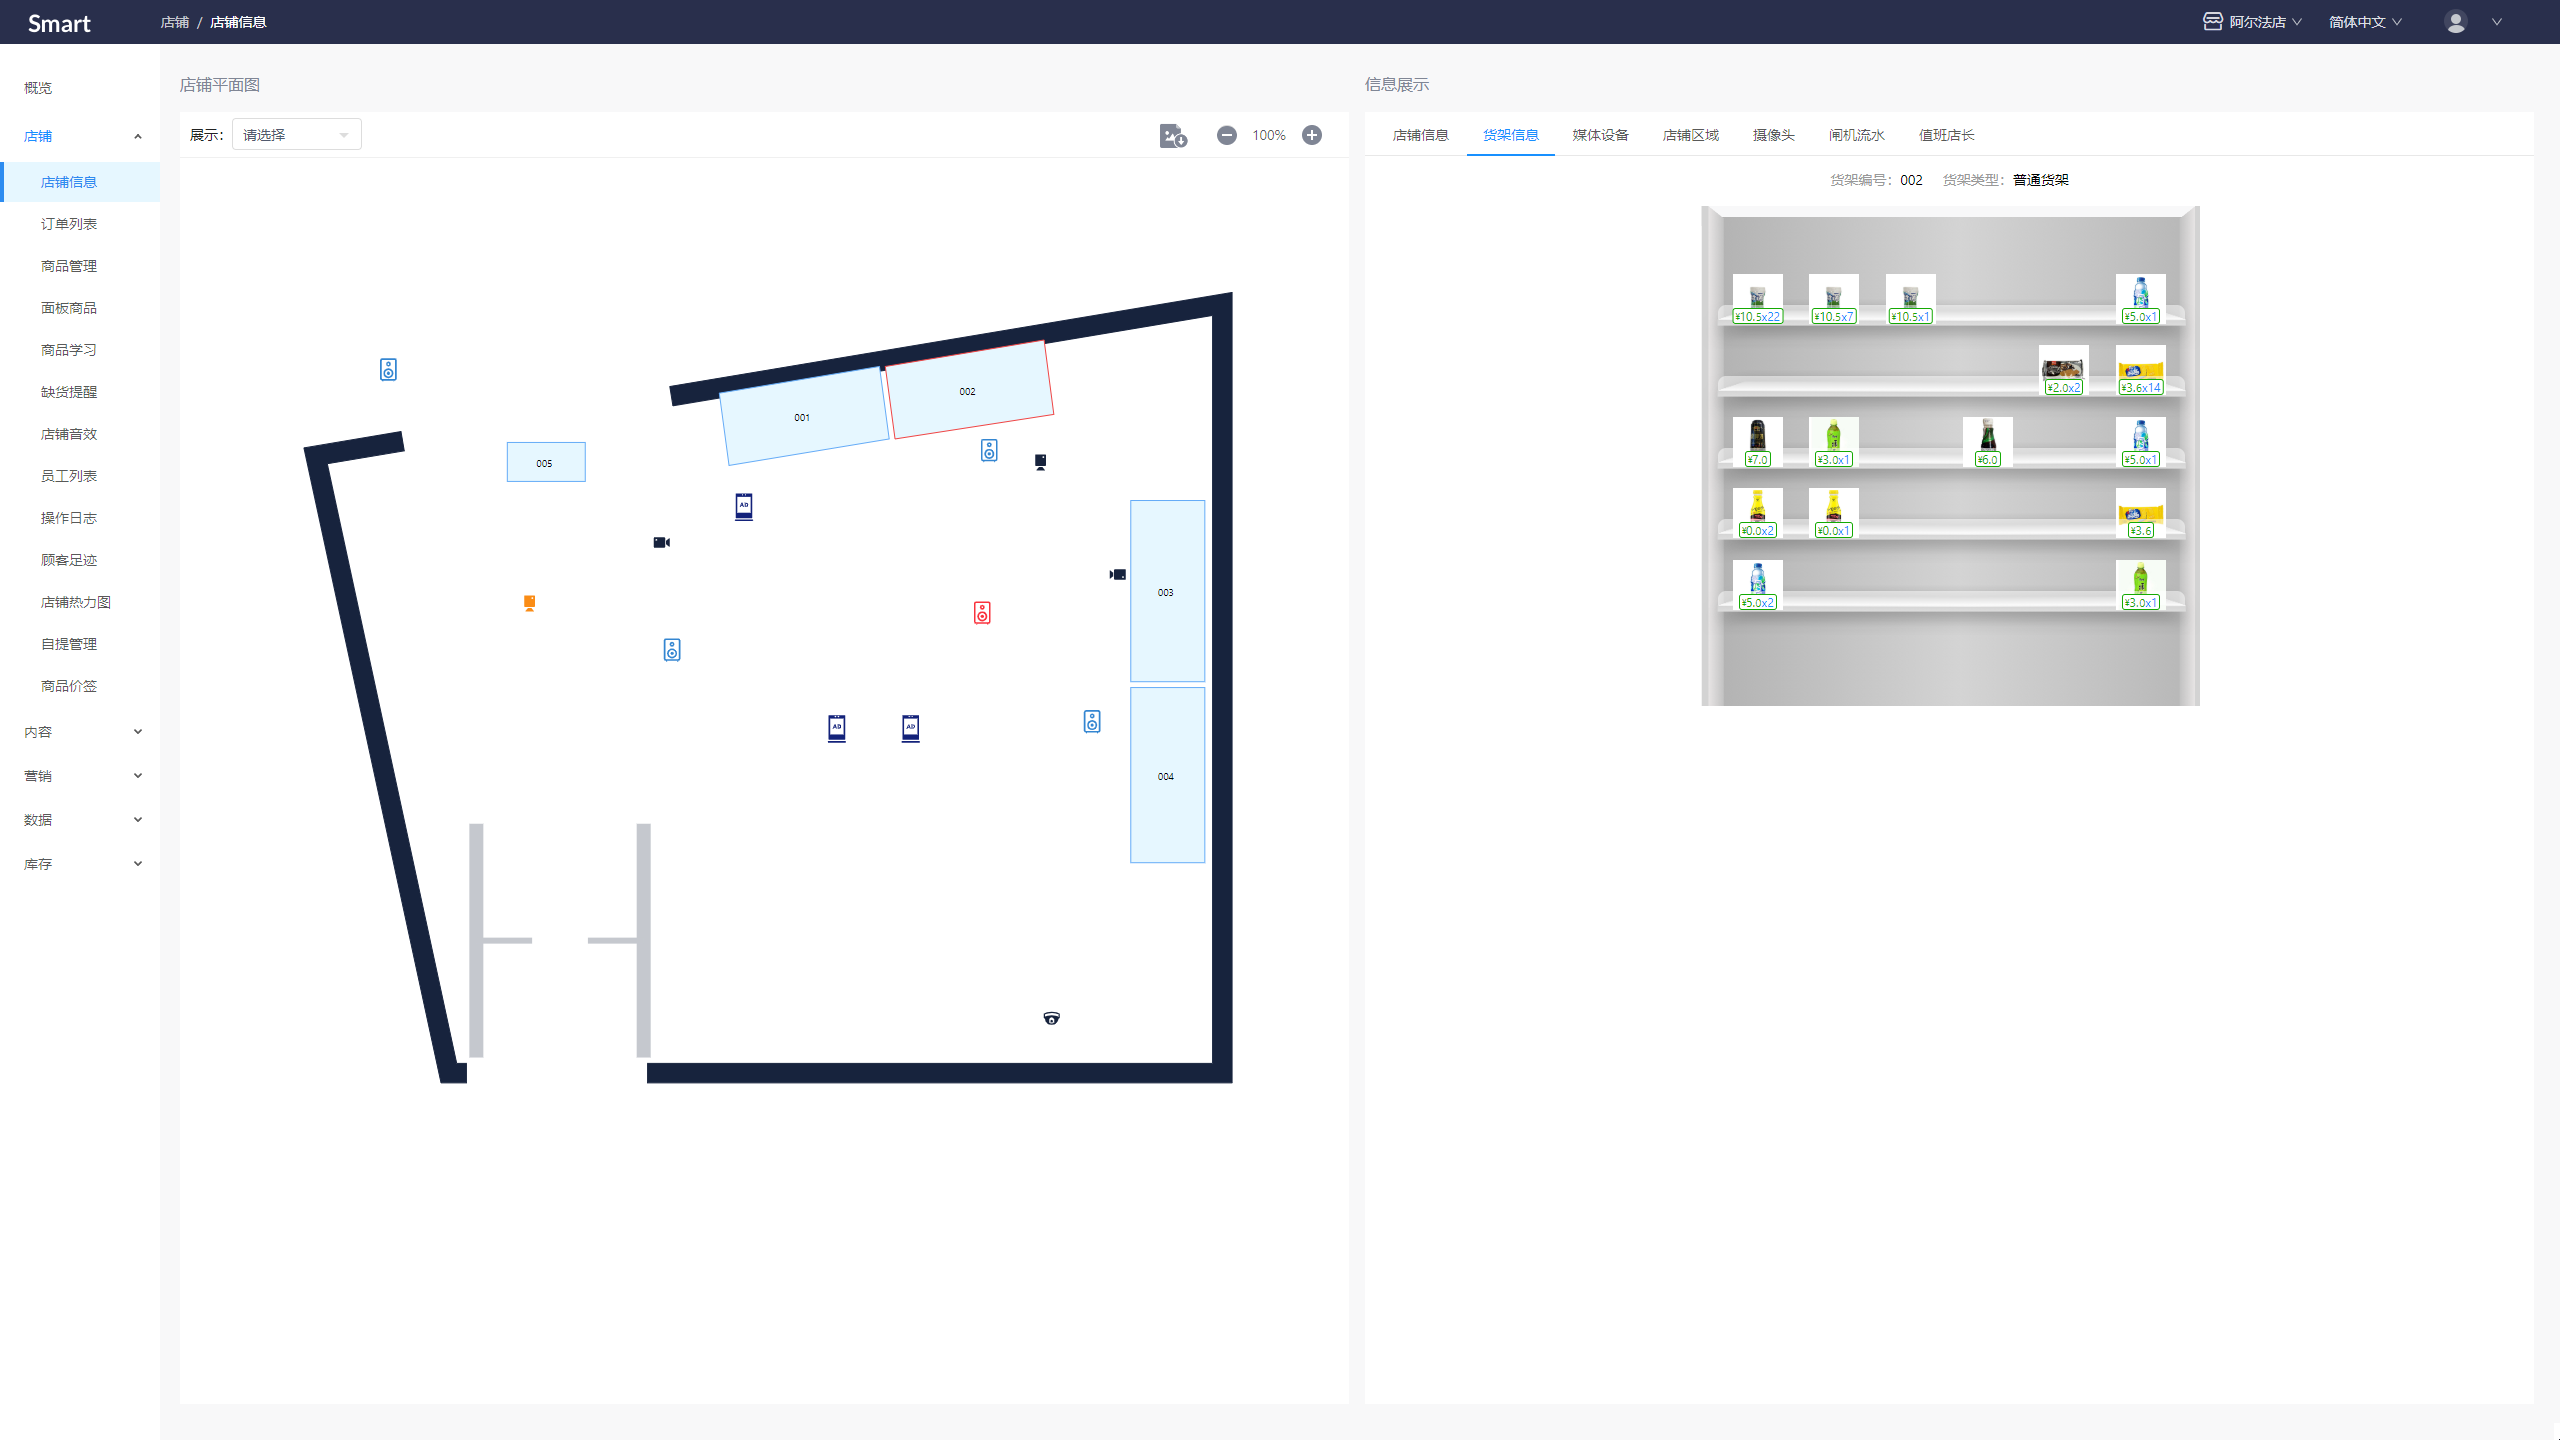 Smart
店铺 / 店铺信息
阿尔法店
简体中文
概览
店铺
店铺信息
订单列表
商品管理
面板商品
商品学习
缺货提醒
店铺音效
员工列表
操作日志
顾客足迹
店铺热力图
自提管理
商品价签
内容
营销
数据
库存
店铺平面图
展示: 请选择
100%
001
002
005
AD
003
AD
AD
004
信息展示
店铺信息 货架信息 媒体设备 店铺区域 摄像头 闸机流水 值班店长
货架编号: 002 货架类型: 普通货架
¥10.5x22 ¥10.5x7 ¥10.5x1 ¥5.0x1
¥2.0x2 ¥3.6x14
¥7.0 ¥3.0x1 ¥6.0 ¥5.0x1
¥0.0x2 ¥0.0x1 ¥3.6
¥5.0x2 ¥3.0x1